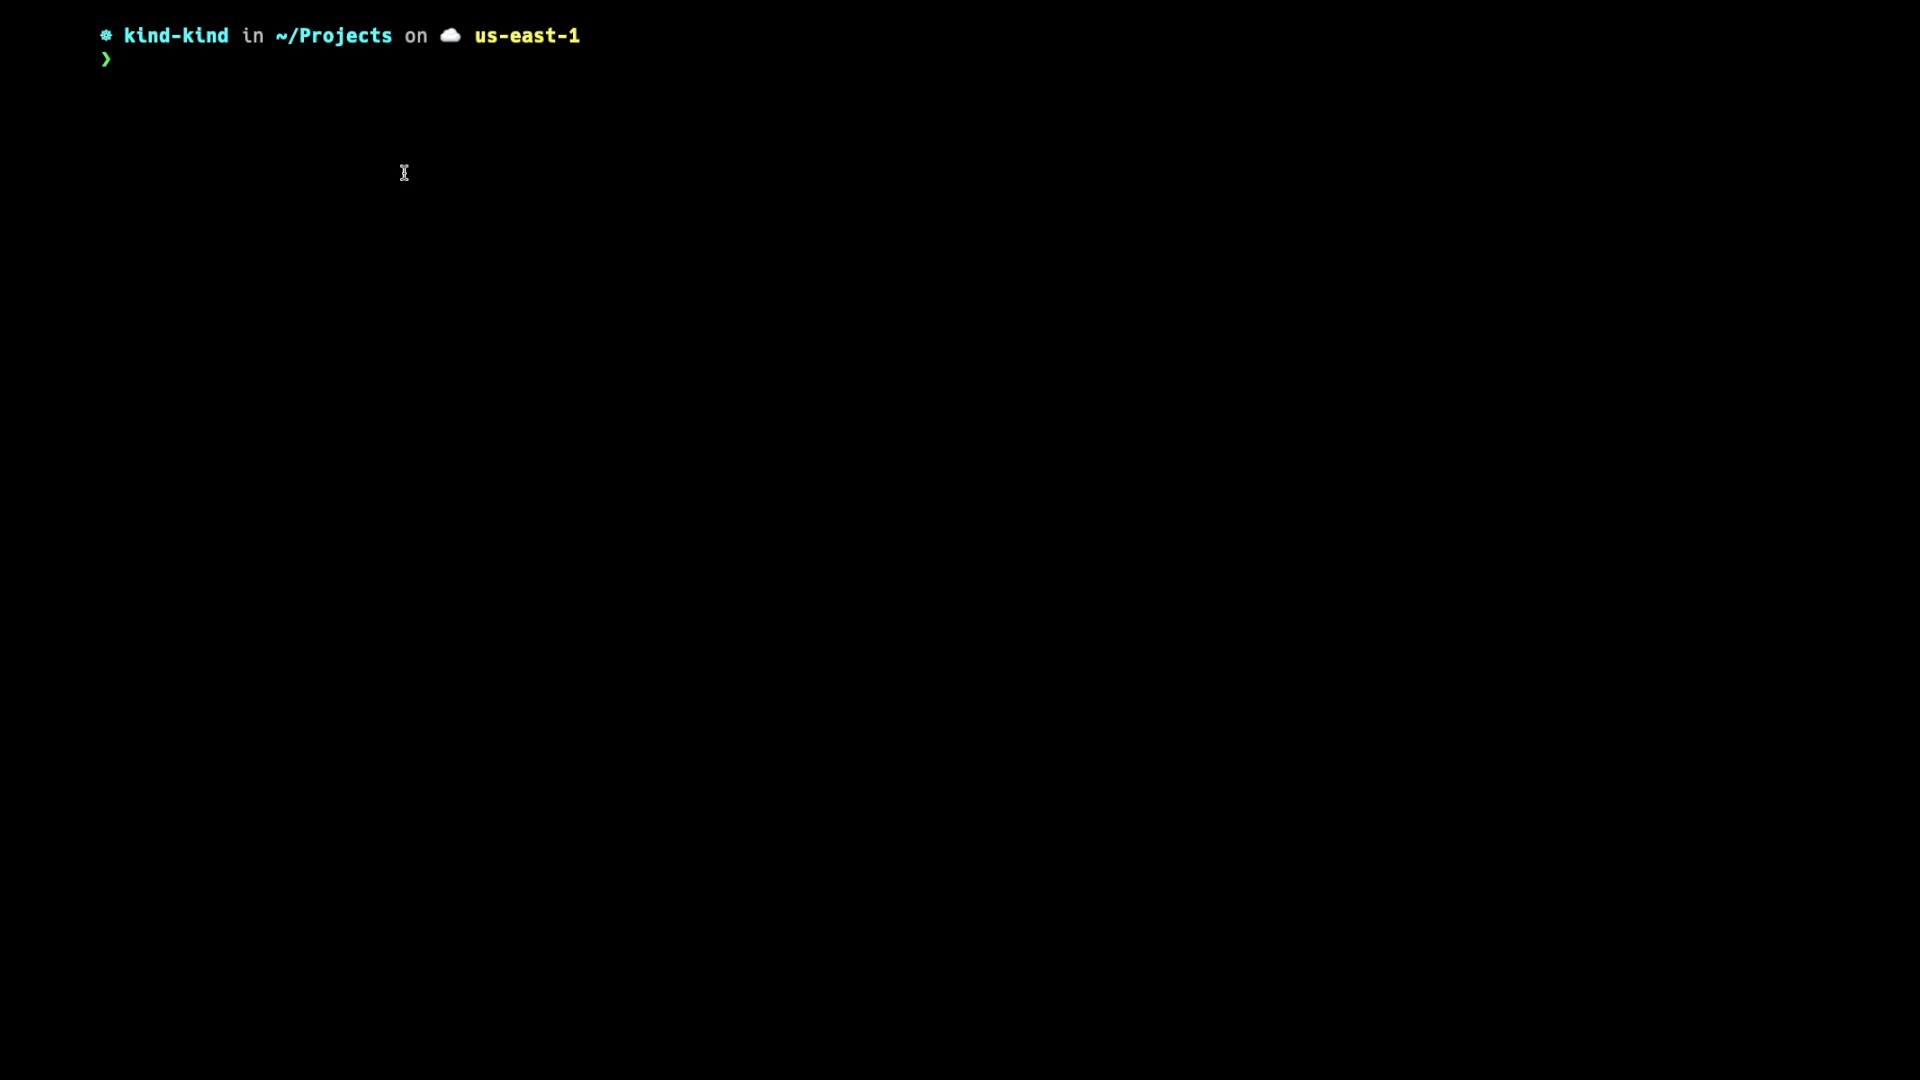 ☸ kind-kind in ~/Projects on ☁️ us-east-1
❯